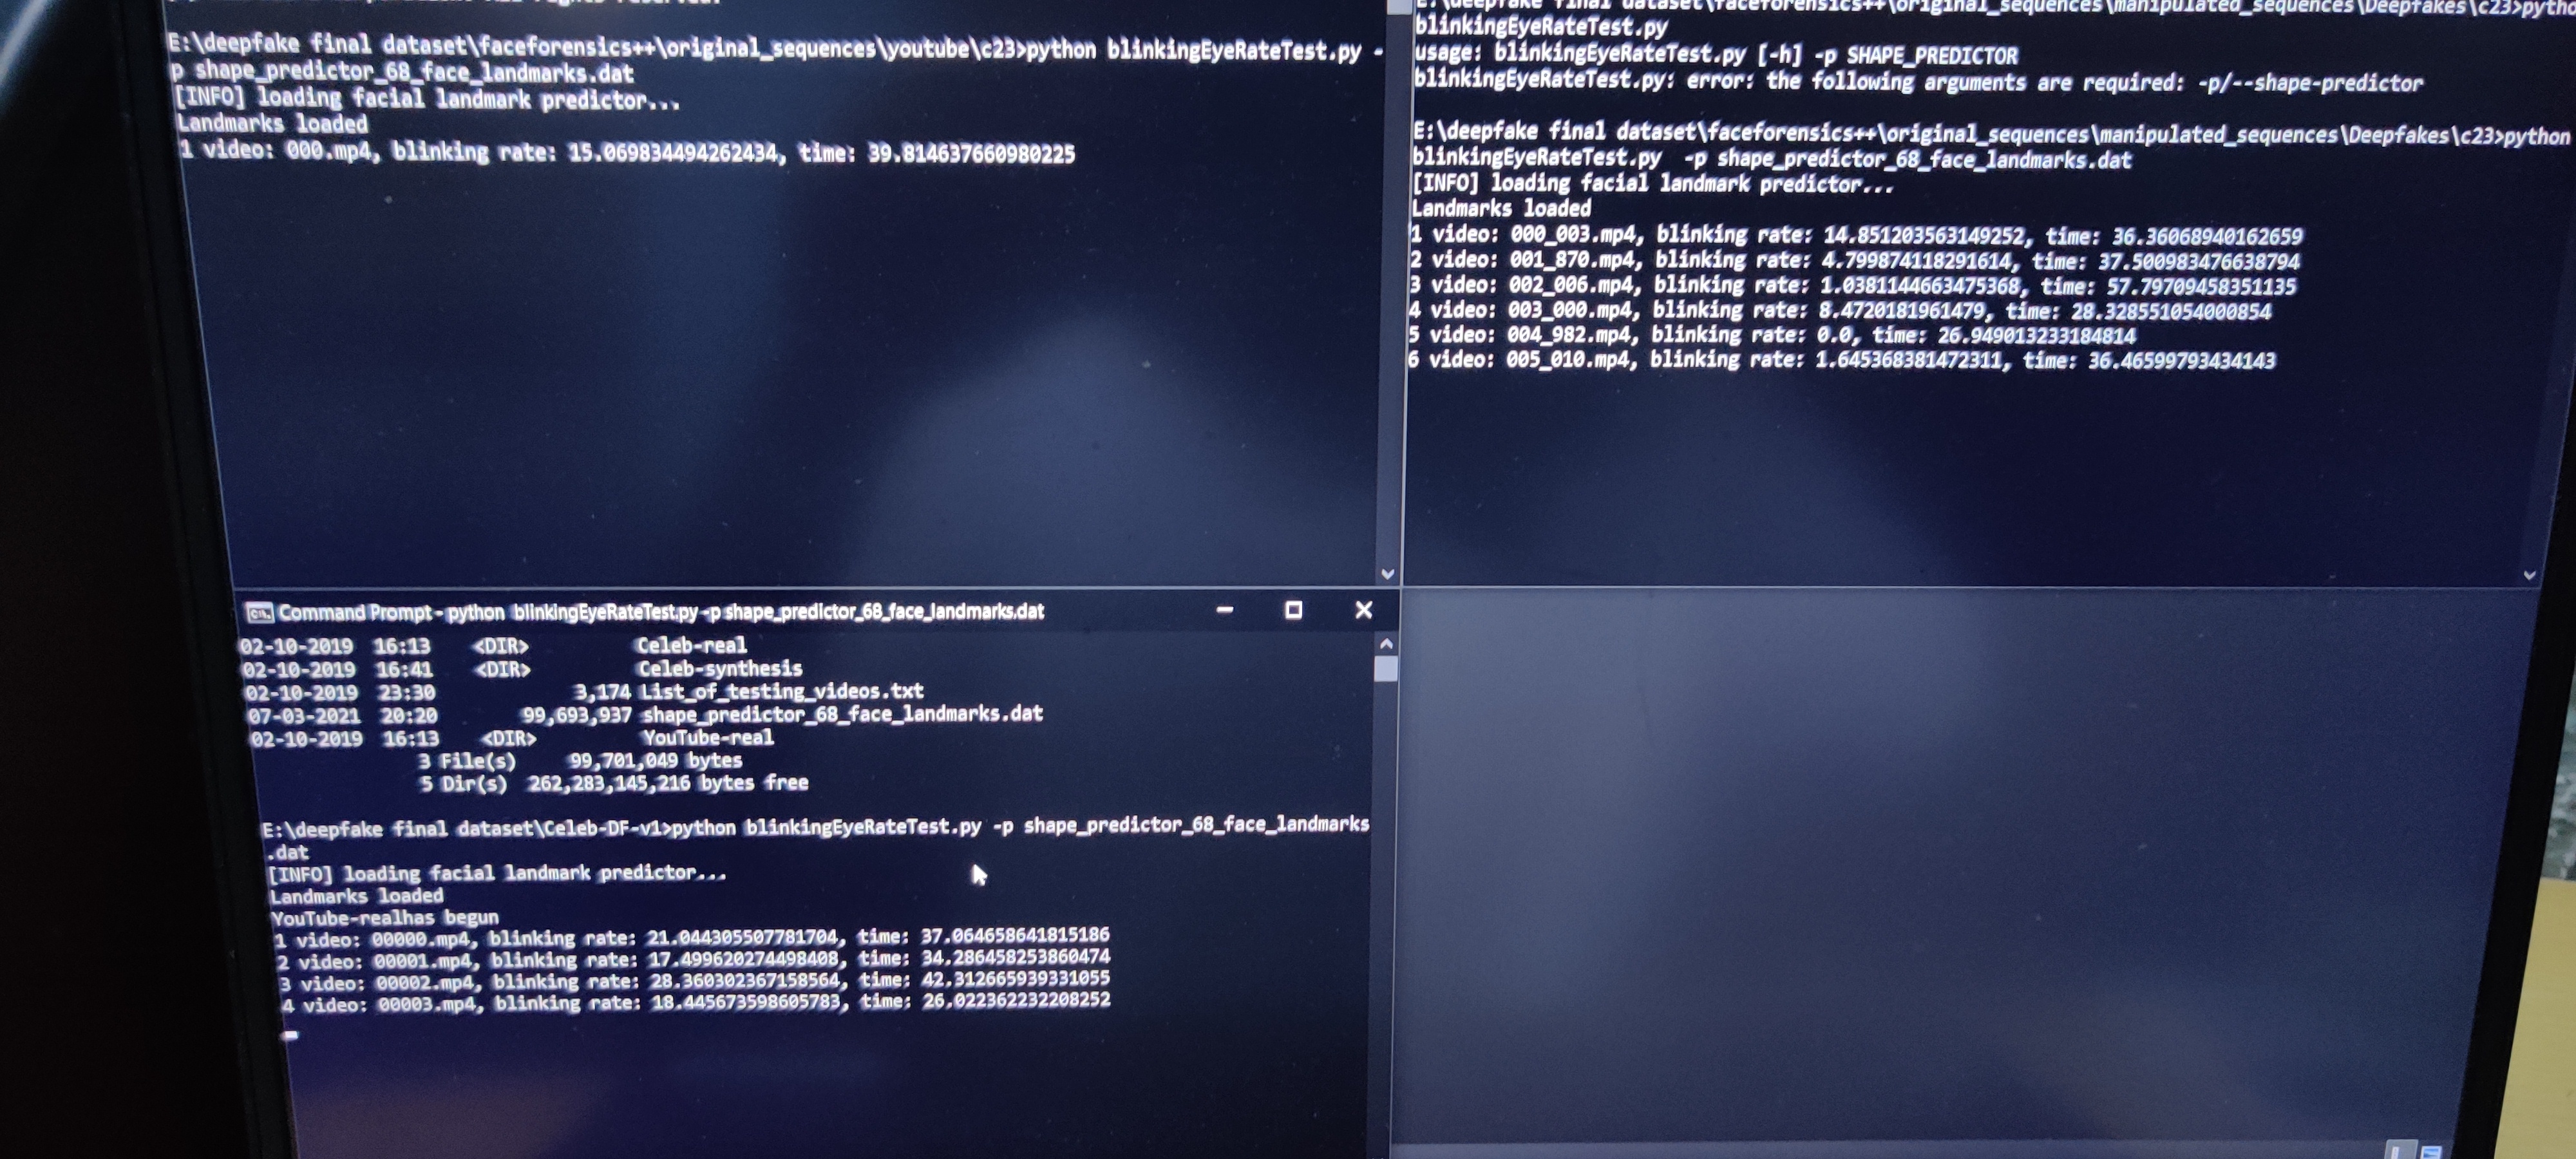 E:\deepfake final dataset\faceforensics++\original_sequences\youtube\c23>python blinkingEyeRateTest.py -
p shape_predictor_68_face_landmarks.dat
[INFO] loading facial landmark predictor...
Landmarks loaded
1 video: 000.mp4, blinking rate: 15.069834494262434, time: 39.814637660980225
E:\deepfake final dataset\faceforensics++\original_sequences\manipulated_sequences\Deepfakes\c23>pytho
blinkingEyeRateTest.py
usage: blinkingEyeRateTest.py [-h] -p SHAPE_PREDICTOR
blinkingEyeRateTest.py: error: the following arguments are required: -p/--shape-predictor
E:\deepfake final dataset\faceforensics++\original_sequences\manipulated_sequences\Deepfakes\c23>python
blinkingEyeRateTest.py  -p shape_predictor_68_face_landmarks.dat
[INFO] loading facial landmark predictor...
Landmarks loaded
1 video: 000_003.mp4, blinking rate: 14.851203563149252, time: 36.36068940162659
2 video: 001_870.mp4, blinking rate: 4.799874118291614, time: 37.500983476638794
3 video: 002_006.mp4, blinking rate: 1.0381144663475368, time: 57.79709458351135
4 video: 003_000.mp4, blinking rate: 8.4720181961479, time: 28.328551054000854
5 video: 004_982.mp4, blinking rate: 0.0, time: 26.949013233184814
6 video: 005_010.mp4, blinking rate: 1.645368381472311, time: 36.46599793434143
Command Prompt - python blinkingEyeRateTest.py -p shape_predictor_68_face_landmarks.dat
02-10-2019  16:13    <DIR>          Celeb-real
02-10-2019  16:41    <DIR>          Celeb-synthesis
02-10-2019  23:30             3,174 List_of_testing_videos.txt
07-03-2021  20:20        99,693,937 shape_predictor_68_face_landmarks.dat
02-10-2019  16:13    <DIR>          YouTube-real
3 File(s)     99,701,049 bytes
5 Dir(s)  262,283,145,216 bytes free
E:\deepfake final dataset\Celeb-DF-v1>python blinkingEyeRateTest.py -p shape_predictor_68_face_landmarks
.dat
[INFO] loading facial landmark predictor...
Landmarks loaded
YouTube-realhas begun
1 video: 00000.mp4, blinking rate: 21.044305507781704, time: 37.064658641815186
2 video: 00001.mp4, blinking rate: 17.499620274498408, time: 34.286458253860474
3 video: 00002.mp4, blinking rate: 28.360302367158564, time: 42.312665939331055
4 video: 00003.mp4, blinking rate: 18.445673598605783, time: 26.022362232208252